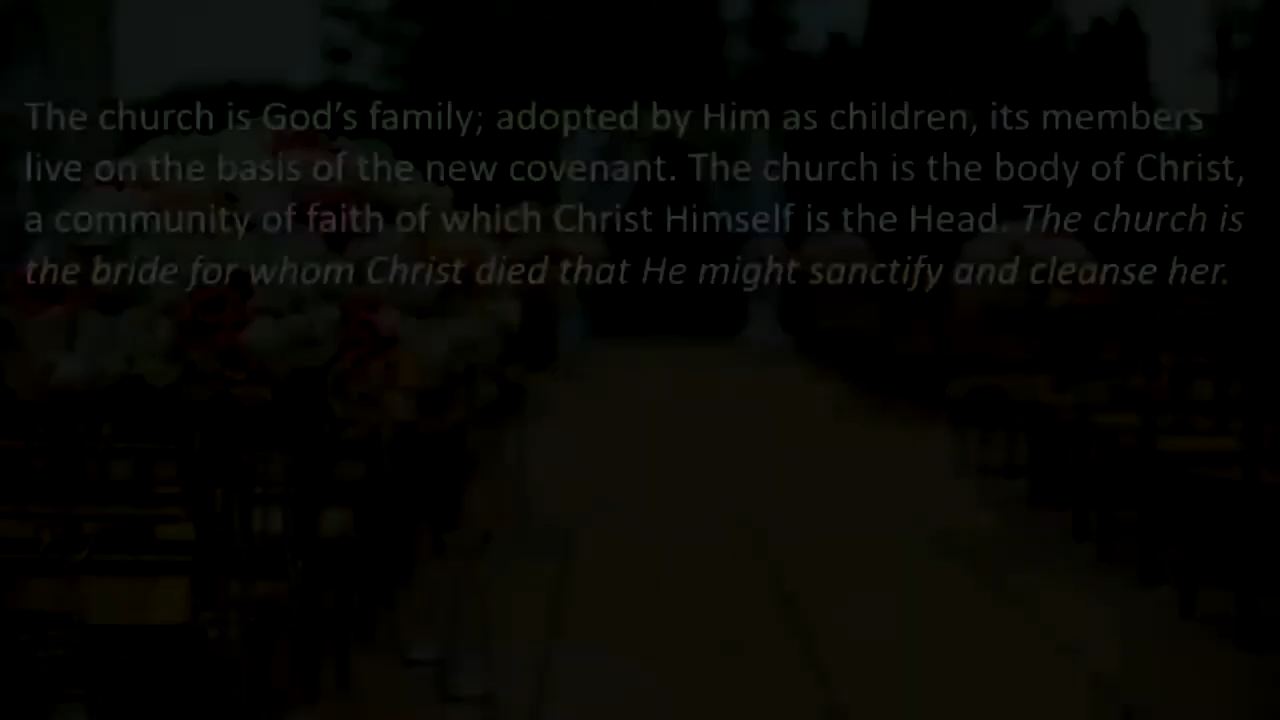 The church is God’s family; adopted by Him as children, its members
live on the basis of the new covenant. The church is the body of Christ,
a community of faith of which Christ Himself is the Head. The church is
the bride for whom Christ died that He might sanctify and cleanse her.